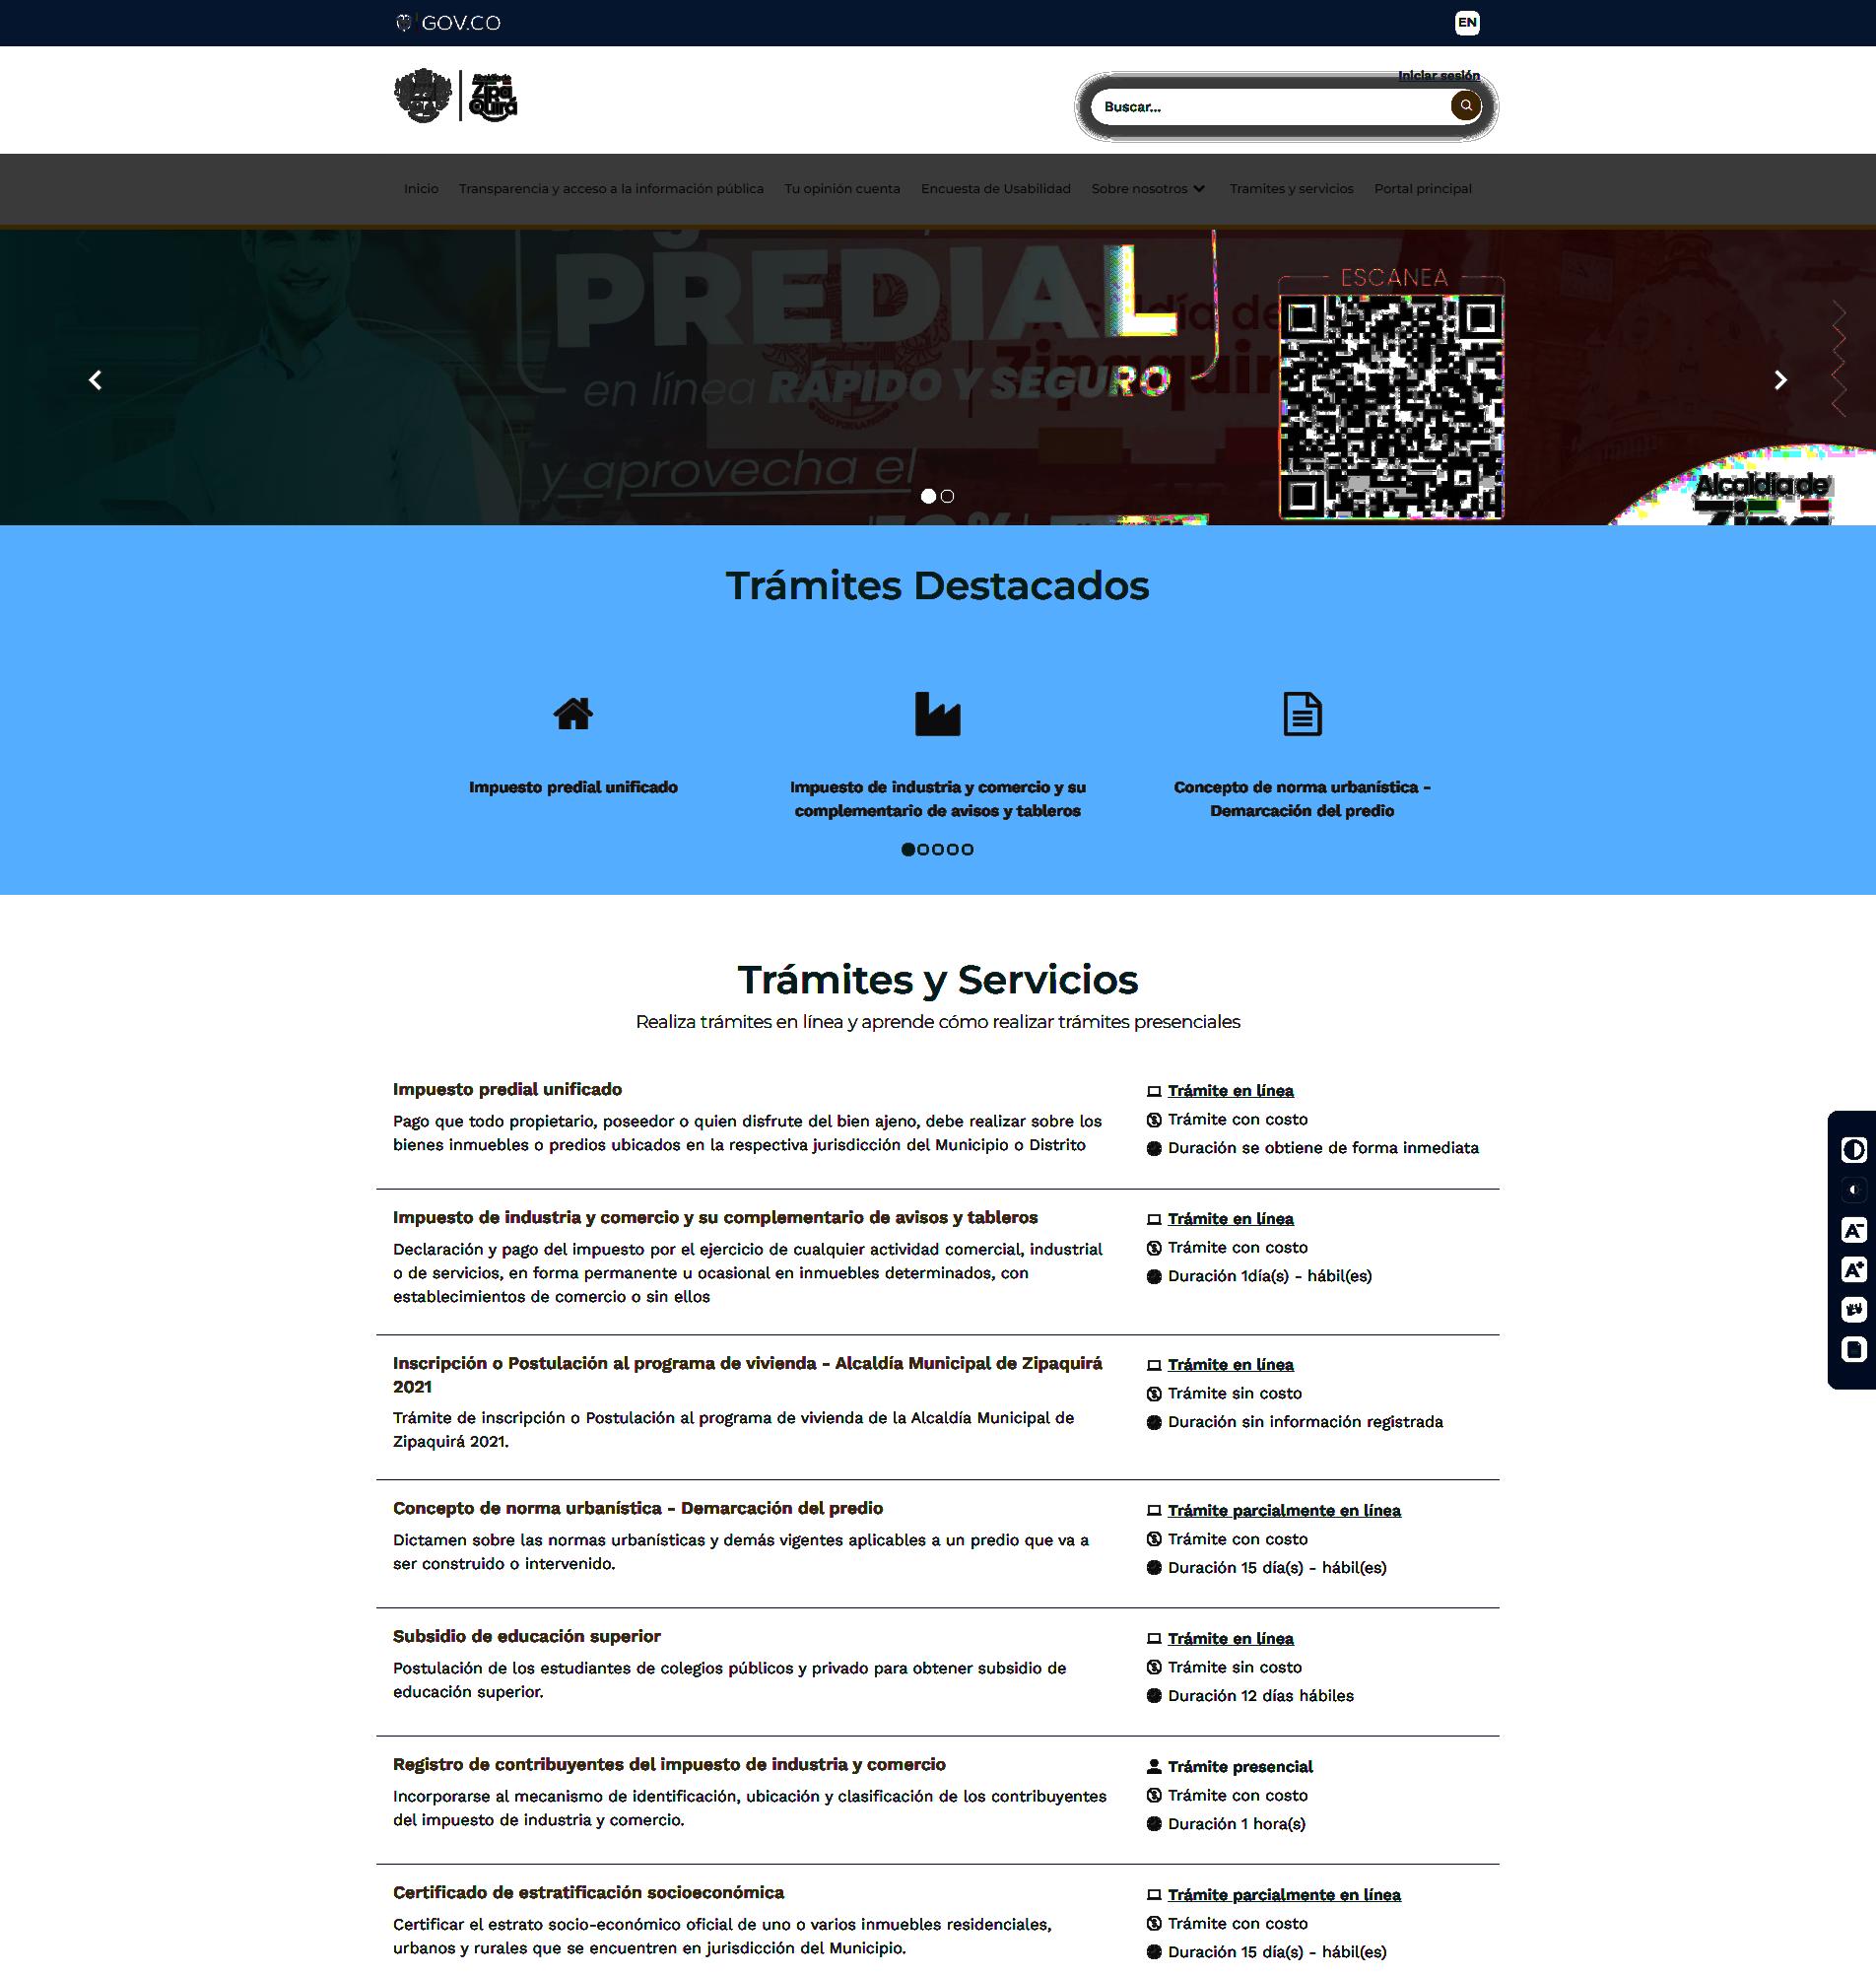 GOV.CO
EN
Alcaldía de
Zipa
Quirá
Iniciar sesión
Buscar...
Inicio
Transparencia y acceso a la información pública
Tu opinión cuenta
Encuesta de Usabilidad
Sobre nosotros
Tramites y servicios
Portal principal
PREDIAL
en línea RÁPIDO Y SEGURO
y aprovecha el
ESCANEA
Alcaldía de
Trámites Destacados
Impuesto predial unificado
Impuesto de industria y comercio y su
complementario de avisos y tableros
Concepto de norma urbanística -
Demarcación del predio
Trámites y Servicios
Realiza trámites en línea y aprende cómo realizar trámites presenciales
Impuesto predial unificado
Pago que todo propietario, poseedor o quien disfrute del bien ajeno, debe realizar sobre los
bienes inmuebles o predios ubicados en la respectiva jurisdicción del Municipio o Distrito
Trámite en línea
Trámite con costo
Duración se obtiene de forma inmediata
Impuesto de industria y comercio y su complementario de avisos y tableros
Declaración y pago del impuesto por el ejercicio de cualquier actividad comercial, industrial
o de servicios, en forma permanente u ocasional en inmuebles determinados, con
establecimientos de comercio o sin ellos
Trámite en línea
Trámite con costo
Duración 1día(s) - hábil(es)
Inscripción o Postulación al programa de vivienda - Alcaldía Municipal de Zipaquirá
2021
Trámite de inscripción o Postulación al programa de vivienda de la Alcaldía Municipal de
Zipaquirá 2021.
Trámite en línea
Trámite sin costo
Duración sin información registrada
Concepto de norma urbanística - Demarcación del predio
Dictamen sobre las normas urbanísticas y demás vigentes aplicables a un predio que va a
ser construido o intervenido.
Trámite parcialmente en línea
Trámite con costo
Duración 15 día(s) - hábil(es)
Subsidio de educación superior
Postulación de los estudiantes de colegios públicos y privado para obtener subsidio de
educación superior.
Trámite en línea
Trámite sin costo
Duración 12 días hábiles
Registro de contribuyentes del impuesto de industria y comercio
Incorporarse al mecanismo de identificación, ubicación y clasificación de los contribuyentes
del impuesto de industria y comercio.
Trámite presencial
Trámite con costo
Duración 1 hora(s)
Certificado de estratificación socioeconómica
Certificar el estrato socio-económico oficial de uno o varios inmuebles residenciales,
urbanos y rurales que se encuentren en jurisdicción del Municipio.
Trámite parcialmente en línea
Trámite con costo
Duración 15 día(s) - hábil(es)